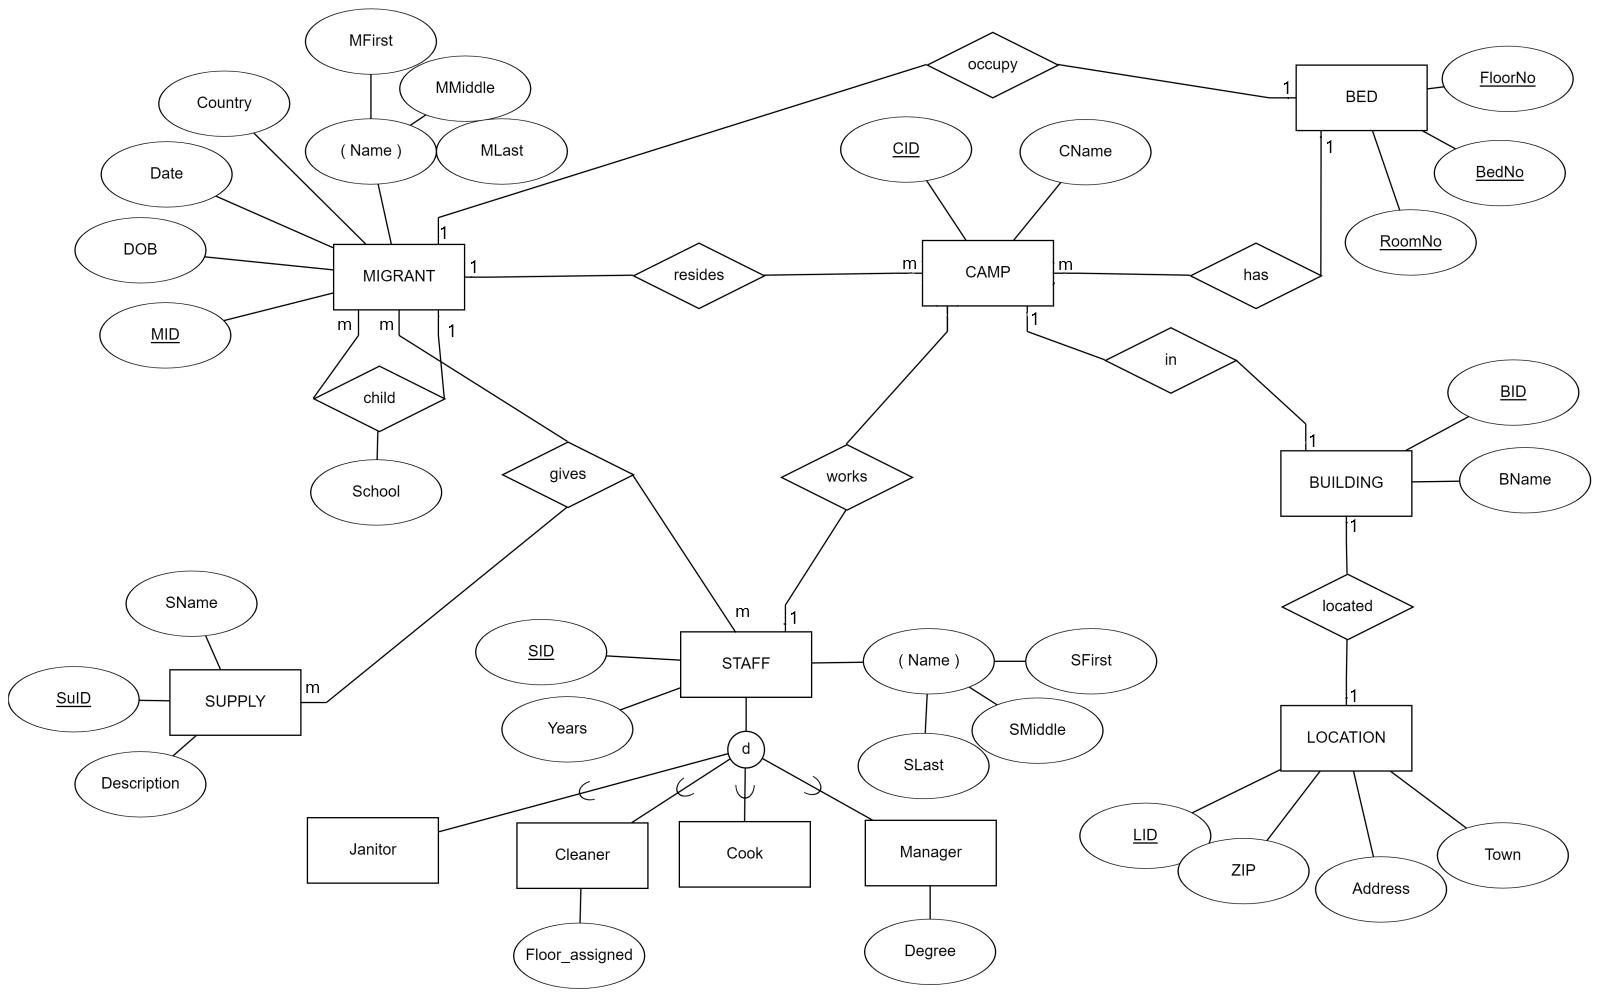 MFirst
occupy
MMiddle
FloorNo
Country
BED
1
1
( Name )
MLast
CID
CName
BedNo
Date
1
RoomNo
DOB
MIGRANT
1
resides
m
CAMP
m
has
MID
m
m
1
1
in
child
BID
School
gives
works
1
BUILDING
BName
1
SName
m
1
located
SID
STAFF
( Name )
SFirst
SuID
SUPPLY
m
Years
SMiddle
1
d
SLast
LOCATION
Description
LID
Town
Janitor
Cleaner
Cook
Manager
ZIP
Address
Floor_assigned
Degree